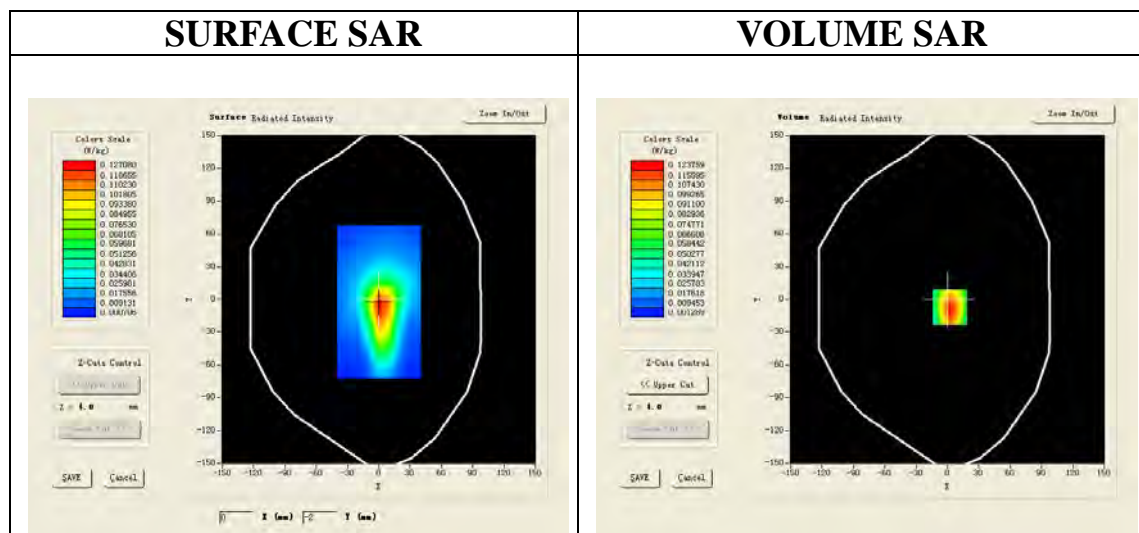 SURFACE SAR
VOLUME SAR
Surface Radiated Intensity
Zoom In/Out
Colors Scale
(W/kg)
0.127080
0.118655
0.110230
0.101805
0.093380
0.084955
0.076530
0.068105
0.059681
0.051256
0.042831
0.034406
0.025981
0.017556
0.009131
0.000706
150
120
90
60
30
0
-30
-60
-90
-120
-150
Y
-150 -120 -90 -60 -30 0 30 60 90 120 150
X
Z-Cuts Control
Z = 4.0 mm
SAVE
Cancel
0 X (mm) -2 Y (mm)
Volume Radiated Intensity
Zoom In/Out
Colors Scale
(W/kg)
0.123759
0.115595
0.107430
0.099265
0.091100
0.082936
0.074771
0.066606
0.058442
0.050277
0.042112
0.033947
0.025783
0.017618
0.009453
0.001289
150
120
90
60
30
0
-30
-60
-90
-120
-150
Y
-150 -120 -90 -60 -30 0 30 60 90 120 150
X
Z-Cuts Control
<< Upper Cut
Z = 4.0 mm
SAVE
Cancel